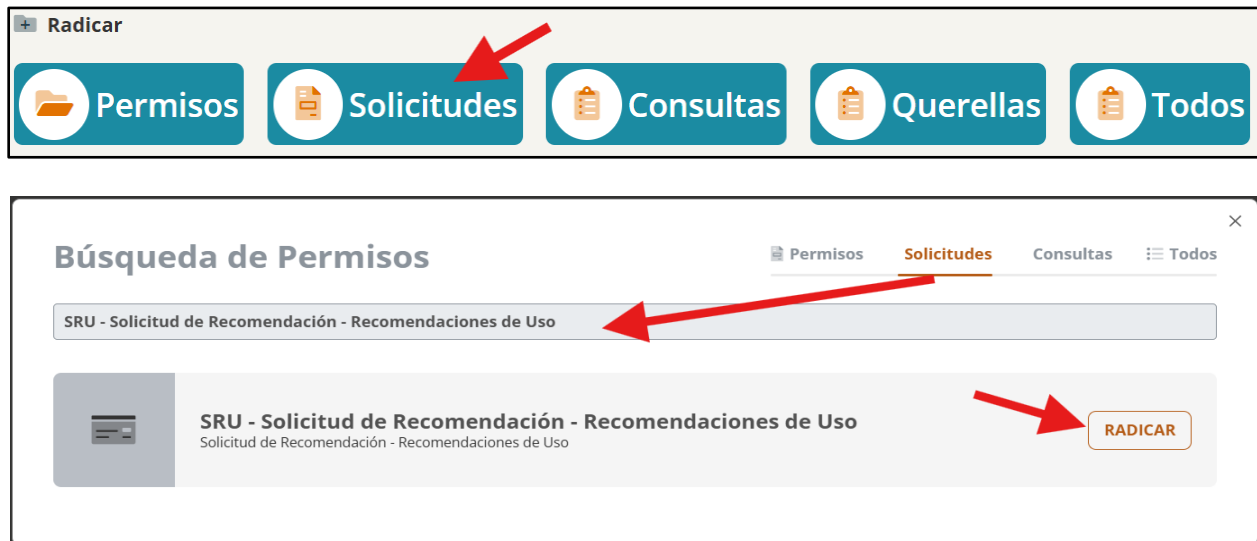 Radicar
Permisos Solicitudes Consultas Querellas Todos
Búsqueda de Permisos
Permisos Solicitudes Consultas Todos
SRU - Solicitud de Recomendación - Recomendaciones de Uso
SRU - Solicitud de Recomendación - Recomendaciones de Uso
Solicitud de Recomendación - Recomendaciones de Uso
RADICAR